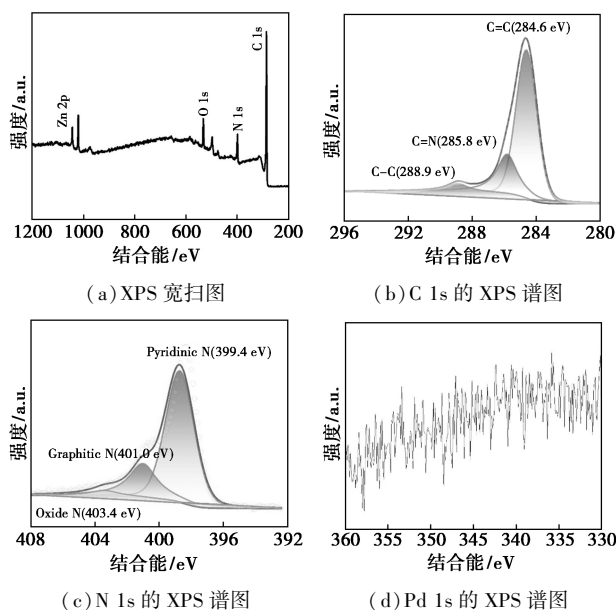 强度/a.u.
Zn 2p
O 1s
N 1s
C 1s
1200 1000 800 600 400 200
结合能/eV
(a)XPS 宽扫图
强度/a.u.
C=C(284.6 eV)
C=N(285.8 eV)
C-C(288.9 eV)
296 292 288 284 280
结合能/eV
(b)C 1s 的 XPS 谱图
强度/a.u.
Pyridinic N(399.4 eV)
Graphitic N(401.0 eV)
Oxide N(403.4 eV)
408 404 400 396 392
结合能/eV
(c)N 1s 的 XPS 谱图
强度/a.u.
360 355 350 345 340 335 330
结合能/eV
(d)Pd 1s 的 XPS 谱图